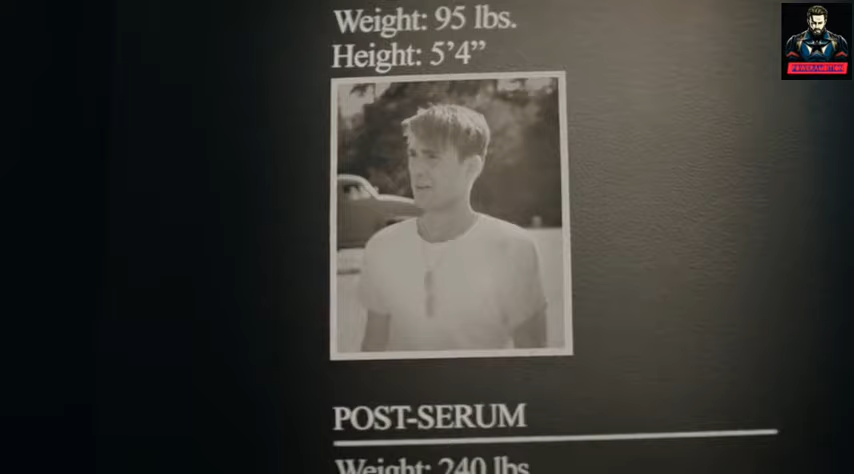 Weight: 95 lbs.
Height: 5’4”
POST-SERUM
Weight: 240 lbs